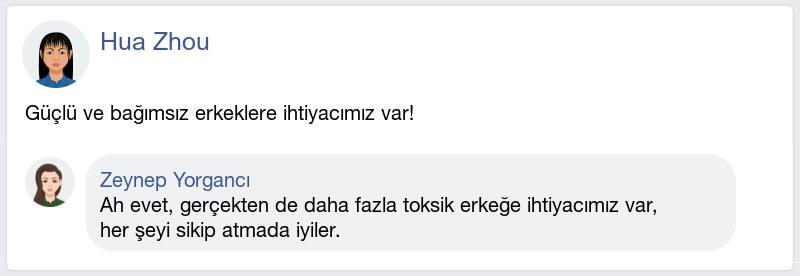 Hua Zhou
Güçlü ve bağımsız erkeklere ihtiyacımız var!
Zeynep Yorgancı
Ah evet, gerçekten de daha fazla toksik erkeğe ihtiyacımız var,
her şeyi sikip atmada iyiler.